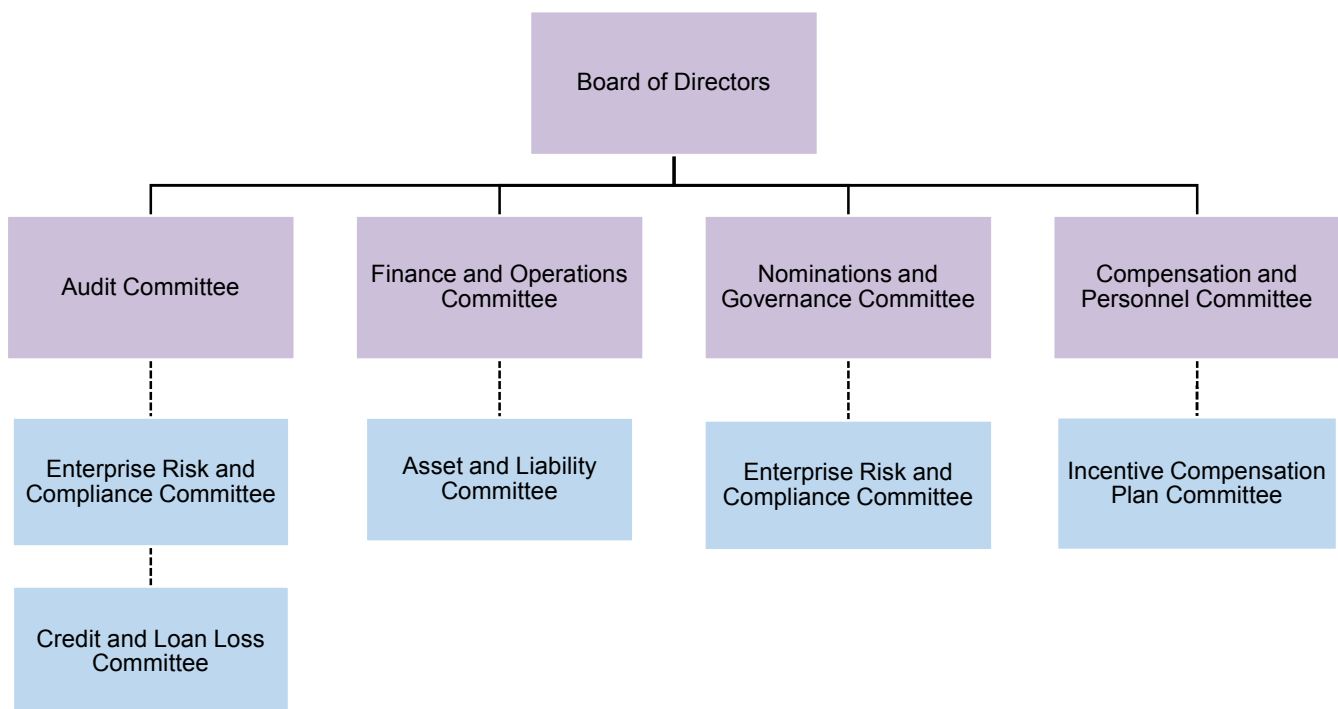 Board of Directors
Audit Committee
Finance and Operations
Committee
Nominations and
Governance Committee
Compensation and
Personnel Committee
Enterprise Risk and
Compliance Committee
Asset and Liability
Committee
Enterprise Risk and
Compliance Committee
Incentive Compensation
Plan Committee
Credit and Loan Loss
Committee